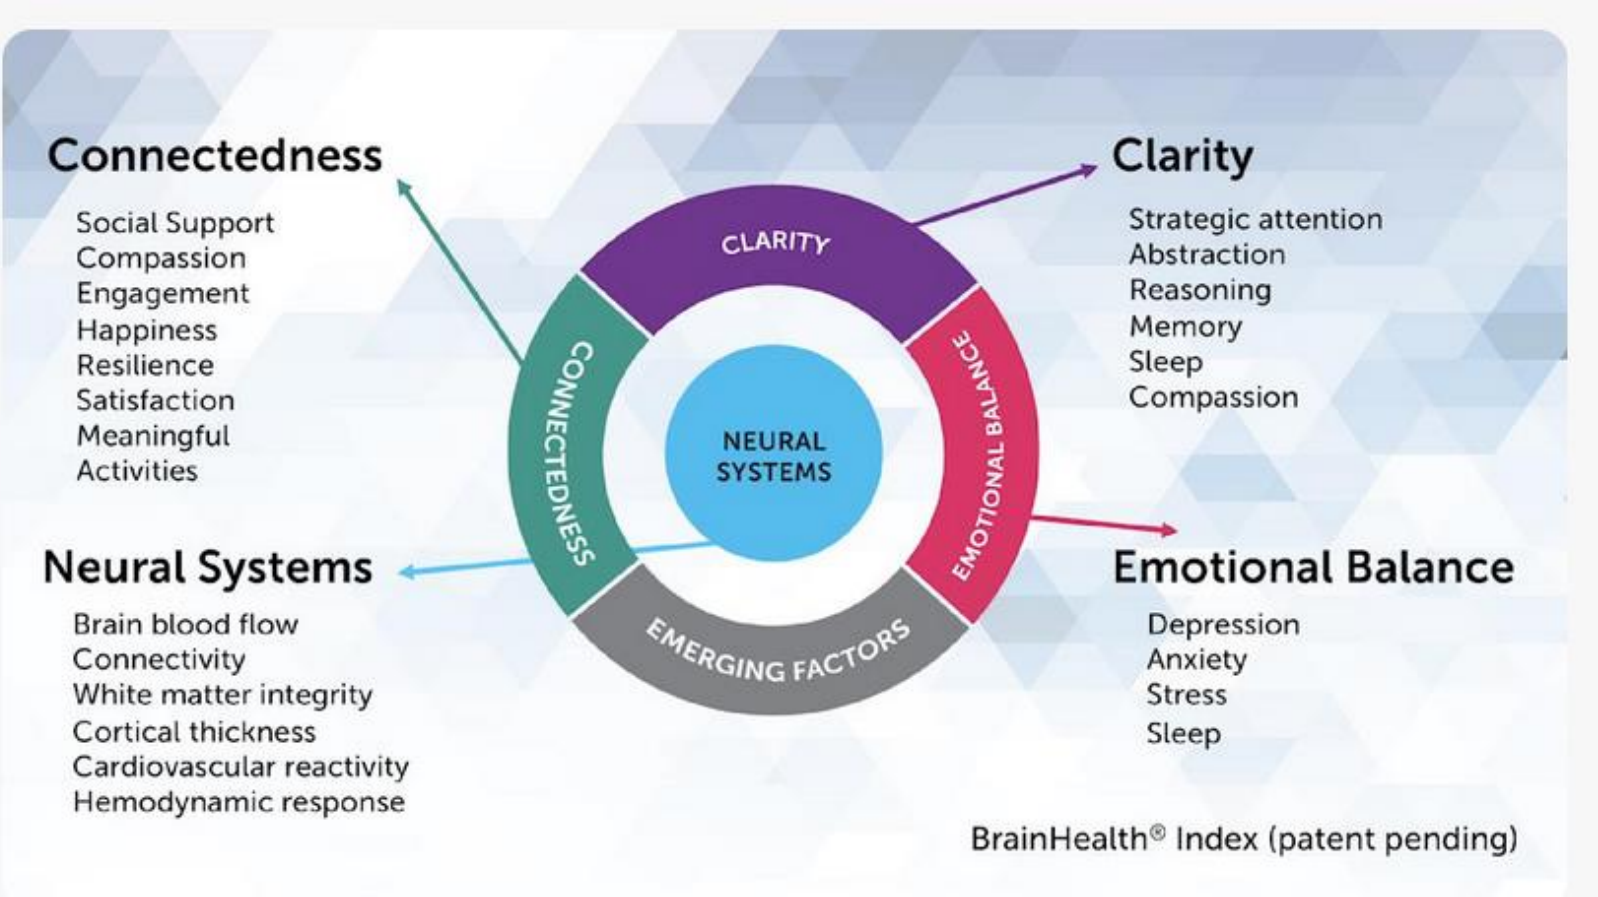 Connectedness
Social Support
Compassion
Engagement
Happiness
Resilience
Satisfaction
Meaningful
Activities
Clarity
Strategic attention
Abstraction
Reasoning
Memory
Sleep
Compassion
CLARITY
CONNECTEDNESS
NEURAL
SYSTEMS
EMOTIONAL BALANCE
EMERGING FACTORS
Neural Systems
Brain blood flow
Connectivity
White matter integrity
Cortical thickness
Cardiovascular reactivity
Hemodynamic response
Emotional Balance
Depression
Anxiety
Stress
Sleep
BrainHealth® Index (patent pending)